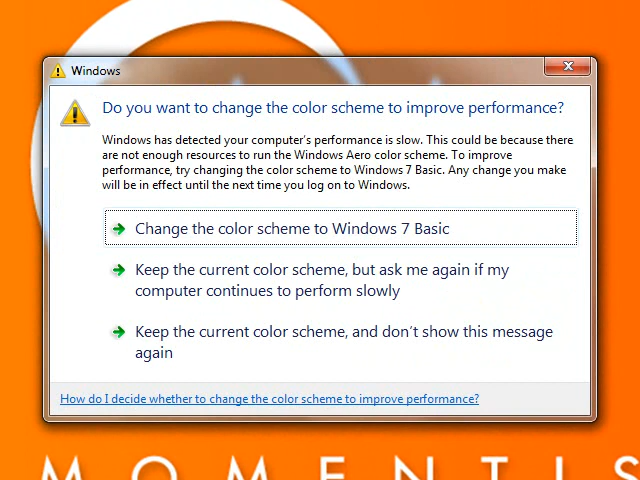 Windows
Do you want to change the color scheme to improve performance?
Windows has detected your computer's performance is slow. This could be because there
are not enough resources to run the Windows Aero color scheme. To improve
performance, try changing the color scheme to Windows 7 Basic. Any change you make
will be in effect until the next time you log on to Windows.
Change the color scheme to Windows 7 Basic
Keep the current color scheme, but ask me again if my
computer continues to perform slowly
Keep the current color scheme, and don't show this message
again
How do I decide whether to change the color scheme to improve performance?
MOMENTIS